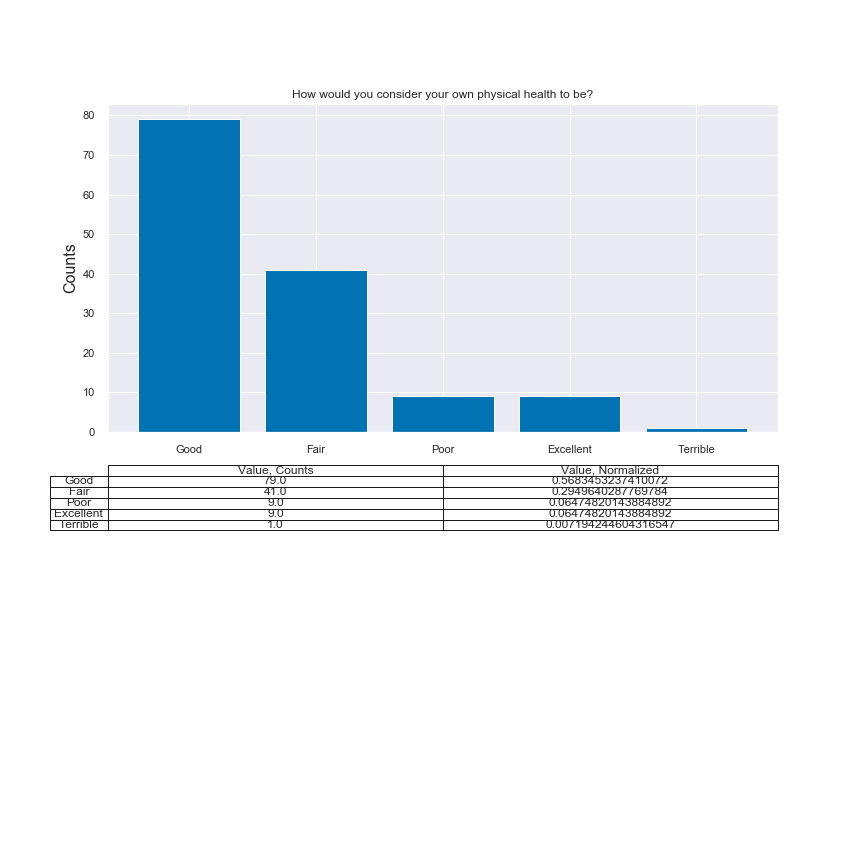 How would you consider your own physical health to be?
80
70
60
50
40
30
20
10
0
Counts
Good Fair Poor Excellent Terrible
Value, Counts Value, Normalized
Good 79.0 0.5683453237410072
Fair 41.0 0.2949640287769784
Poor 9.0 0.06474820143884892
Excellent 9.0 0.06474820143884892
Terrible 1.0 0.007194244604316547